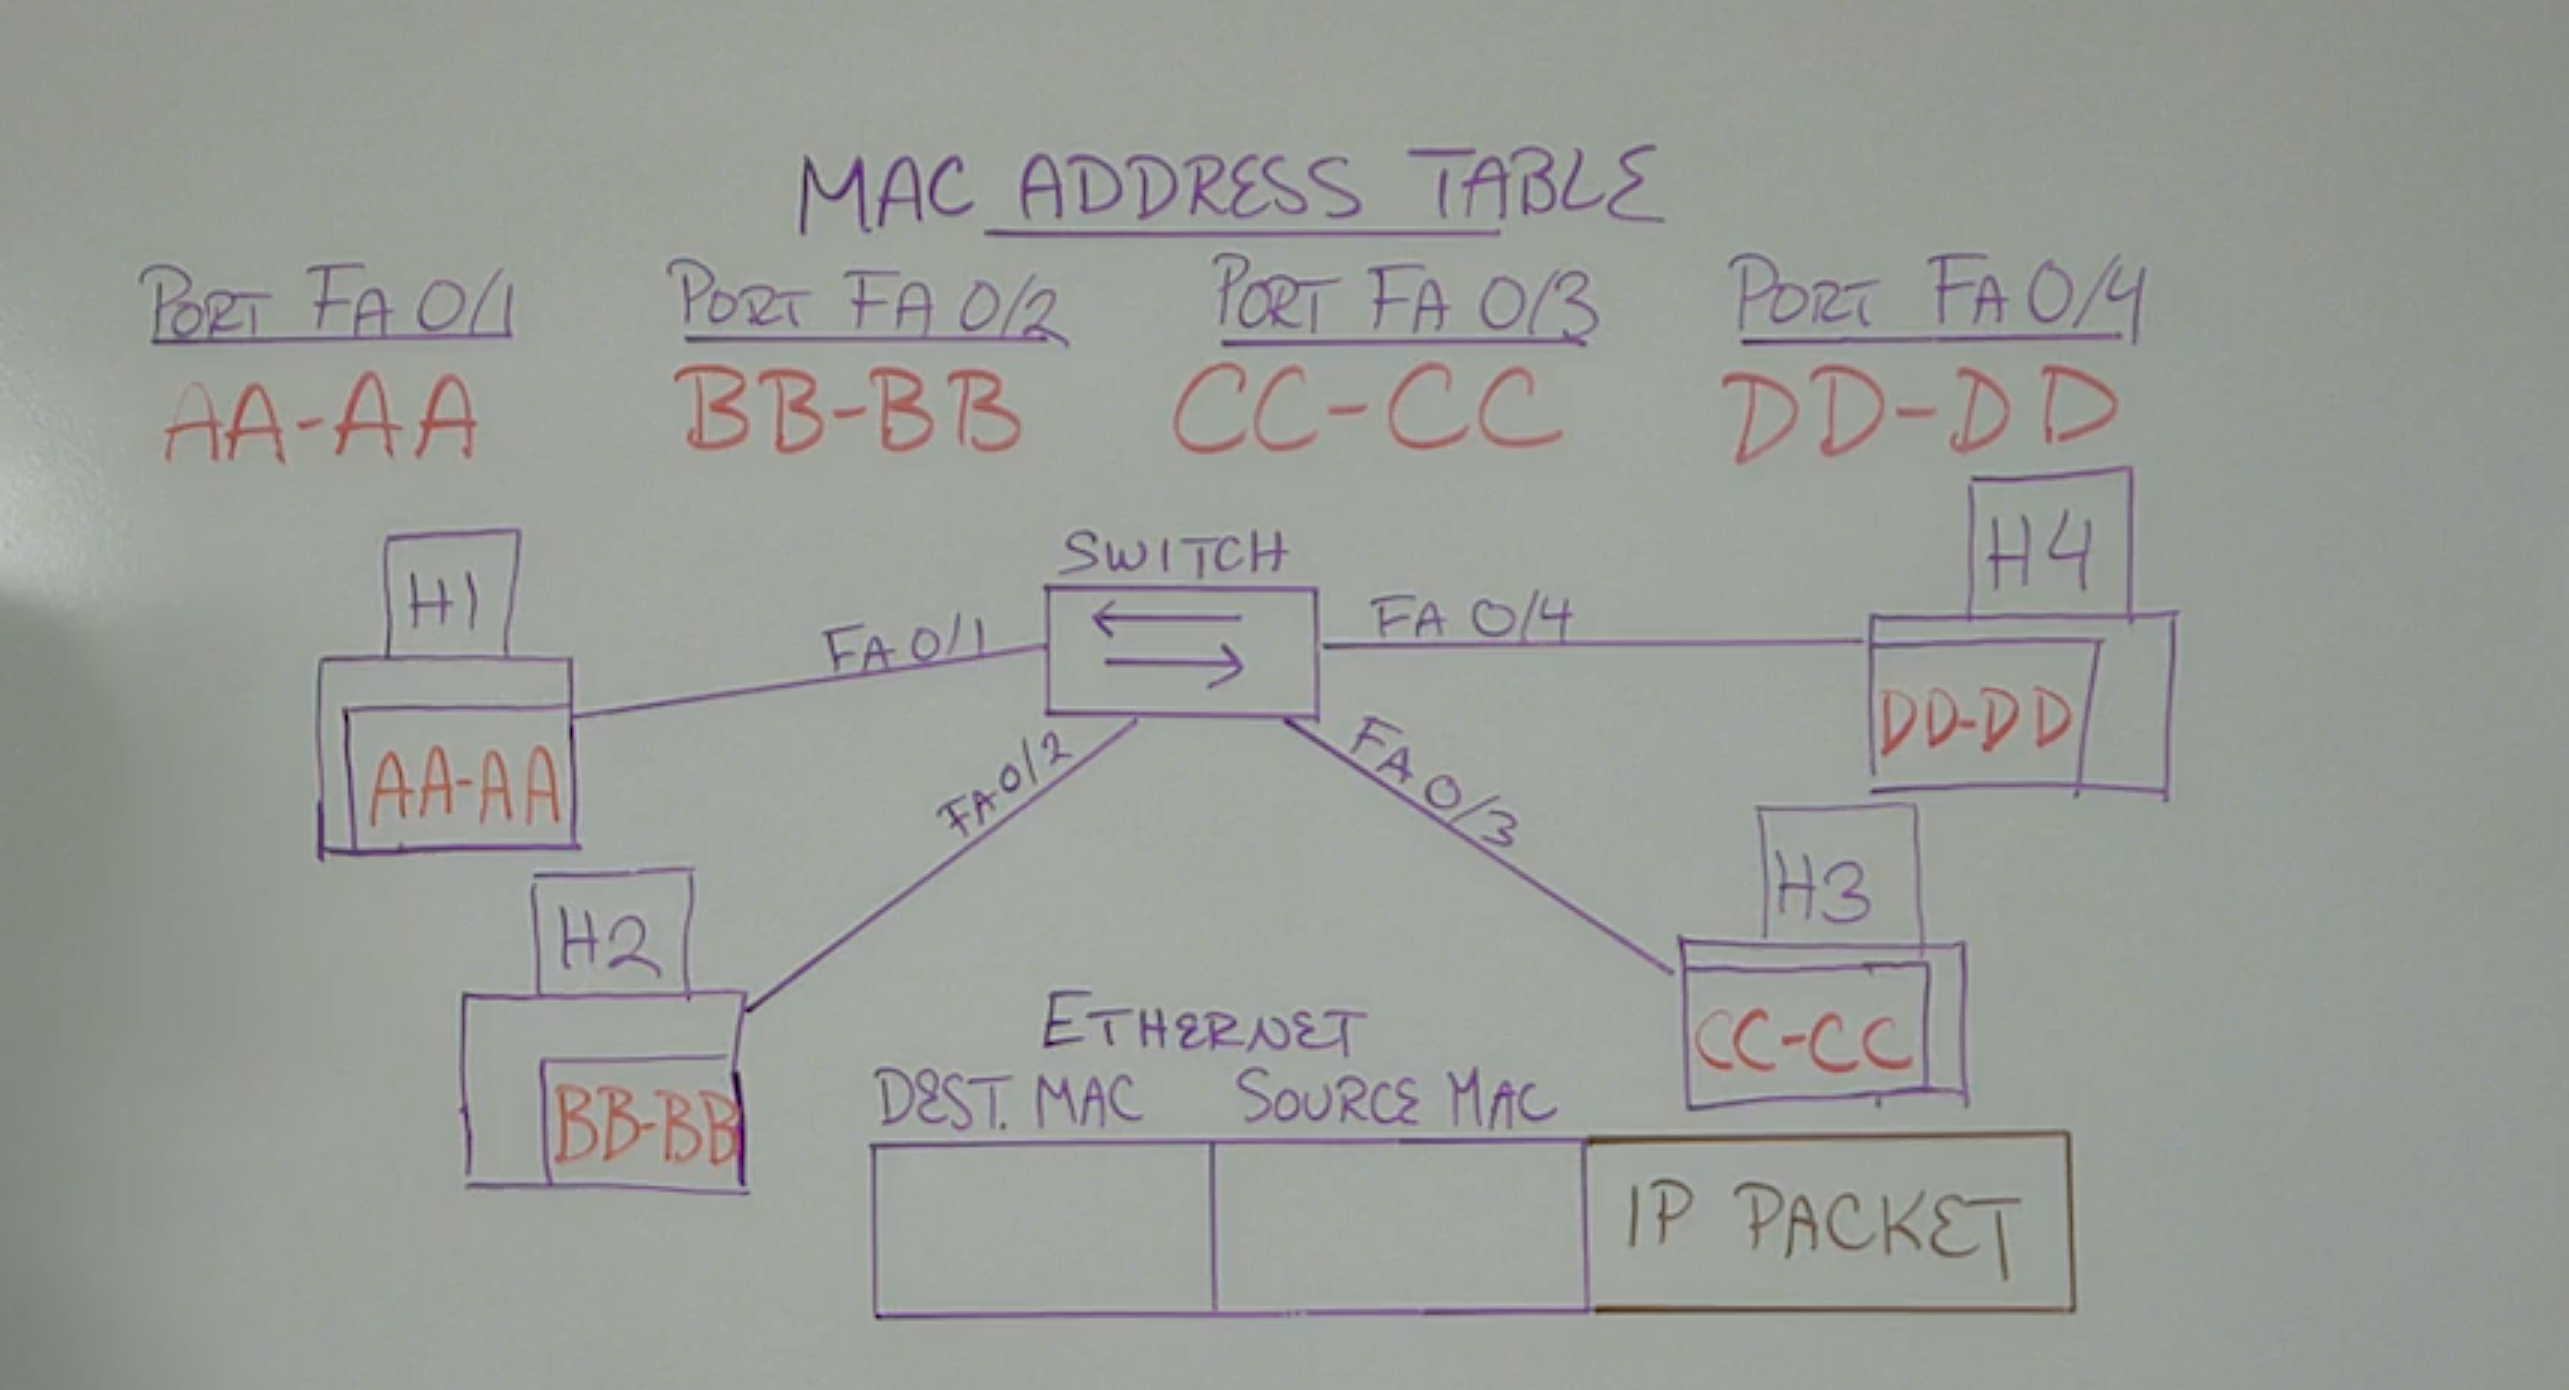 MAC ADDRESS TABLE
PORT FA 0/1 PORT FA 0/2 PORT FA 0/3 PORT FA 0/4
AA-AA BB-BB CC-CC DD-DD
H1
SWITCH
H4
FA 0/1
FA 0/4
AA-AA
FA 0/2
FA 0/3
DD-DD
H2
H3
BB-BB
CC-CC
ETHERNET
DEST. MAC SOURCE MAC
IP PACKET